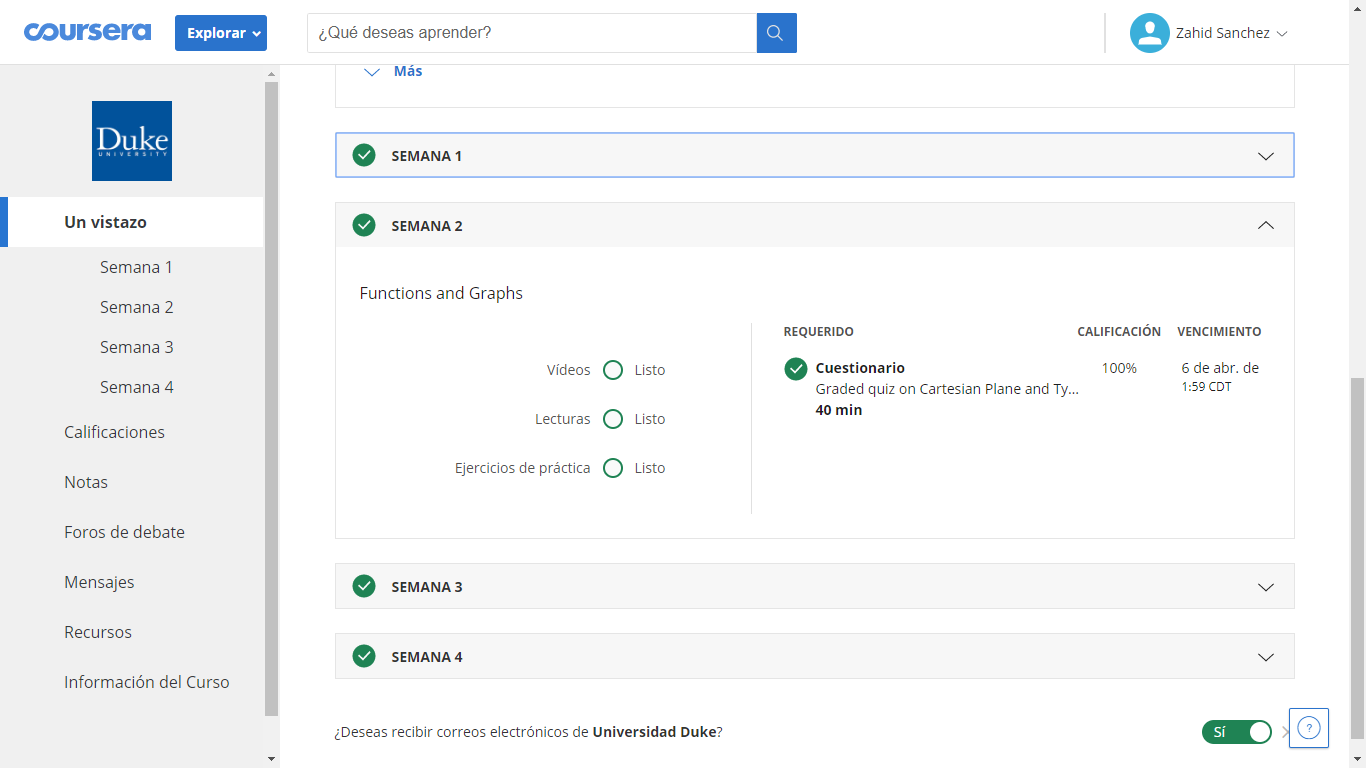 coursera
Explorar
¿Qué deseas aprender?
Zahid Sanchez
Duke
UNIVERSITY
Un vistazo
Semana 1
Semana 2
Semana 3
Semana 4
Calificaciones
Notas
Foros de debate
Mensajes
Recursos
Información del Curso
Más
SEMANA 1
SEMANA 2
Functions and Graphs
Vídeos Listo
Lecturas Listo
Ejercicios de práctica Listo
REQUERIDO CALIFICACIÓN VENCIMIENTO
Cuestionario 100% 6 de abr. de
Graded quiz on Cartesian Plane and Ty... 1:59 CDT
40 min
SEMANA 3
SEMANA 4
¿Deseas recibir correos electrónicos de Universidad Duke? Sí
?